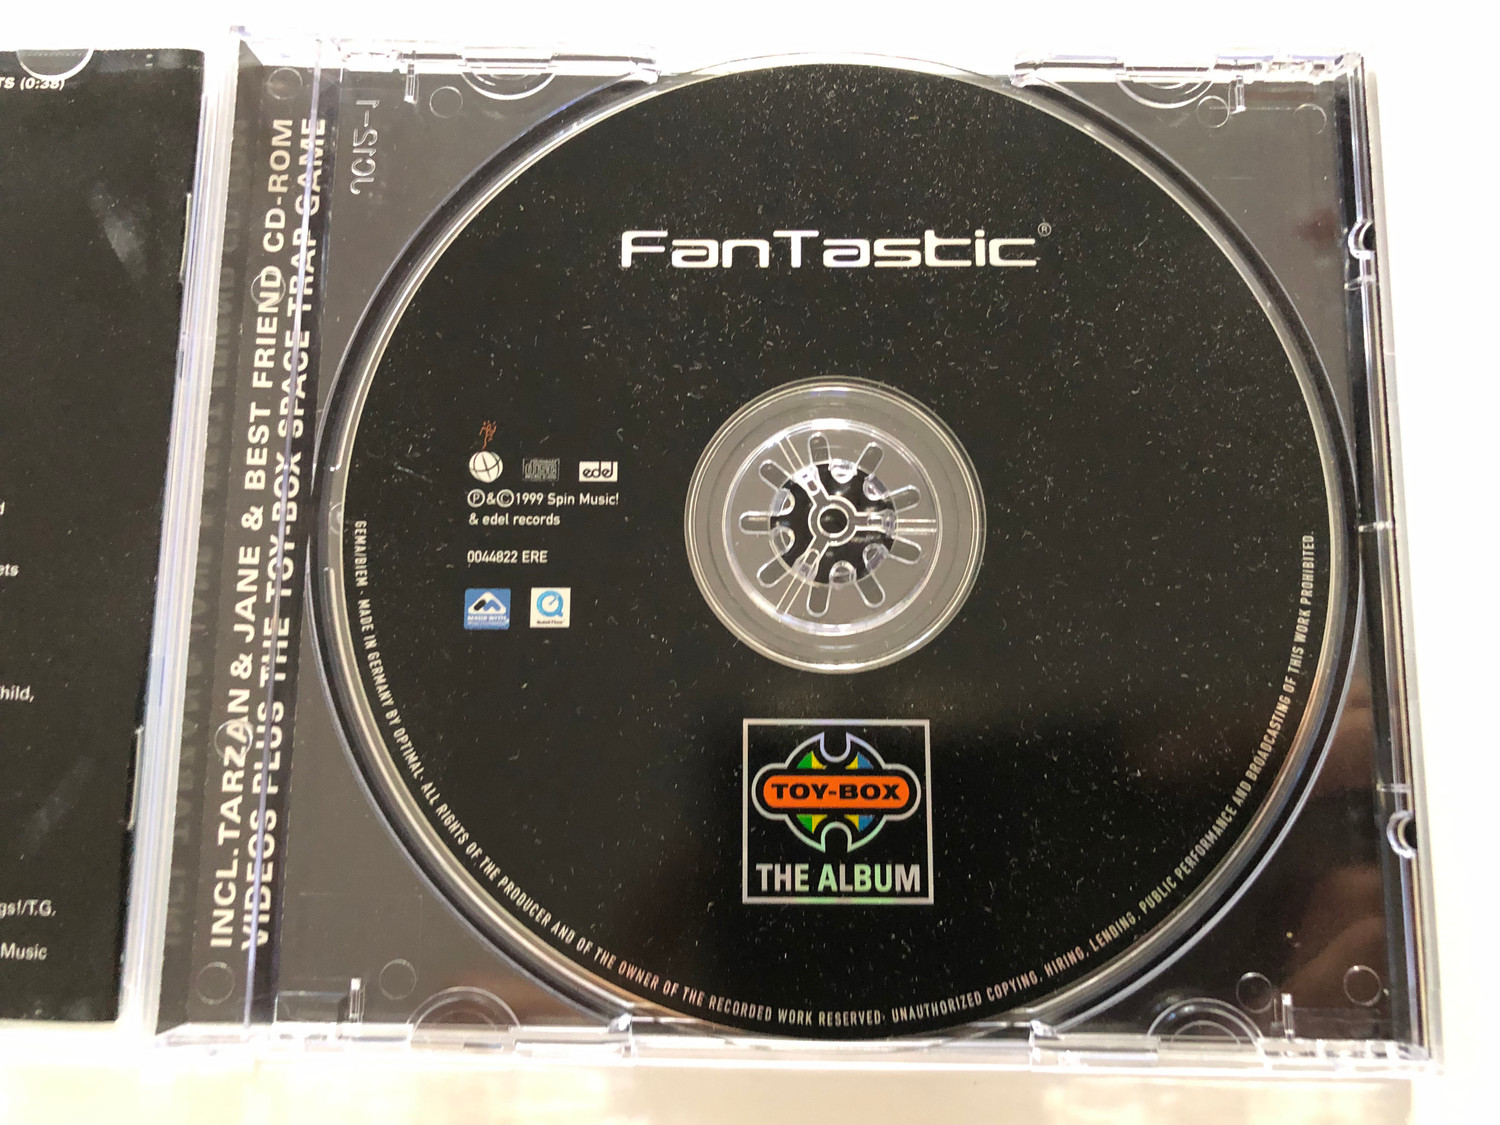 TS (0:38)
ets
hild,
gs!/T.G.
Music
INCL.TARZAN & JANE & BEST FRIEND CD-ROM
VIDEOS PLUS THE TOY-BOX SPACE TRAP GAME
FanTastic®
edel
Ⓟ&©1999 Spin Music!
& edel records
0044822 ERE
MADE WITH
TOY-BOX
THE ALBUM
GEMA/BIEM · MADE IN GERMANY BY OPTIMAL · ALL RIGHTS OF THE PRODUCER AND OF THE OWNER OF THE RECORDED WORK RESERVED. UNAUTHORIZED COPYING, HIRING, LENDING, PUBLIC PERFORMANCE AND BROADCASTING OF THIS WORK PROHIBITED.